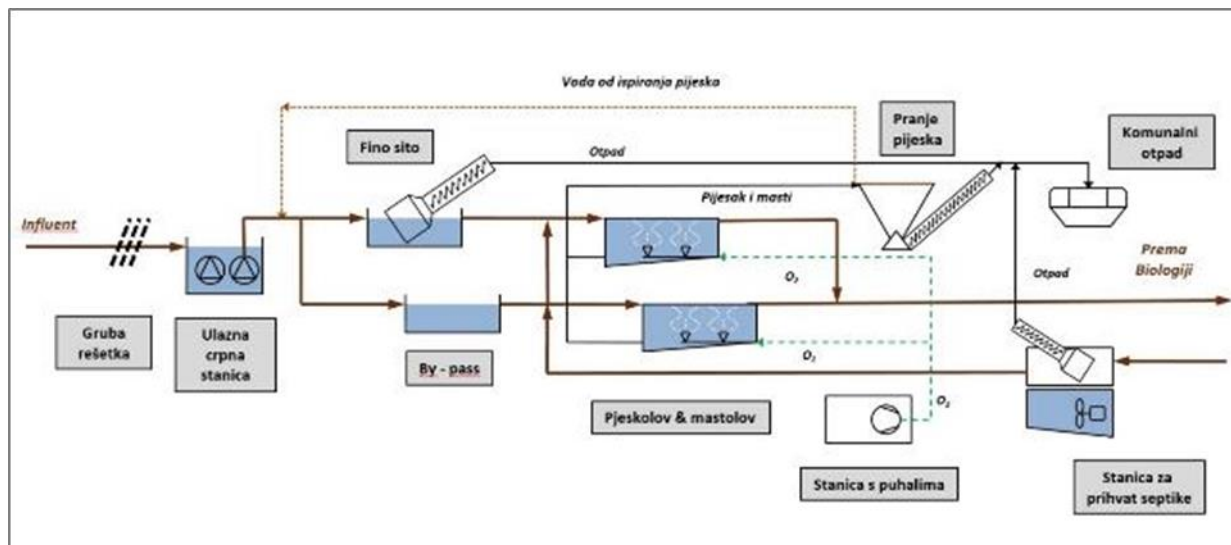 Voda od ispiranja pijeska
Fino sito
Pranje
pijeska
Komunalni
otpad
Otpad
Pijesak i masti
Influent
Prema
Biologiji
O₂
Otpad
Gruba
rešetka
Ulazna
crpna
stanica
By - pass
O₂
O₂
Pjeskolov & mastolov
Stanica s puhalima
Stanica za
prihvat septike